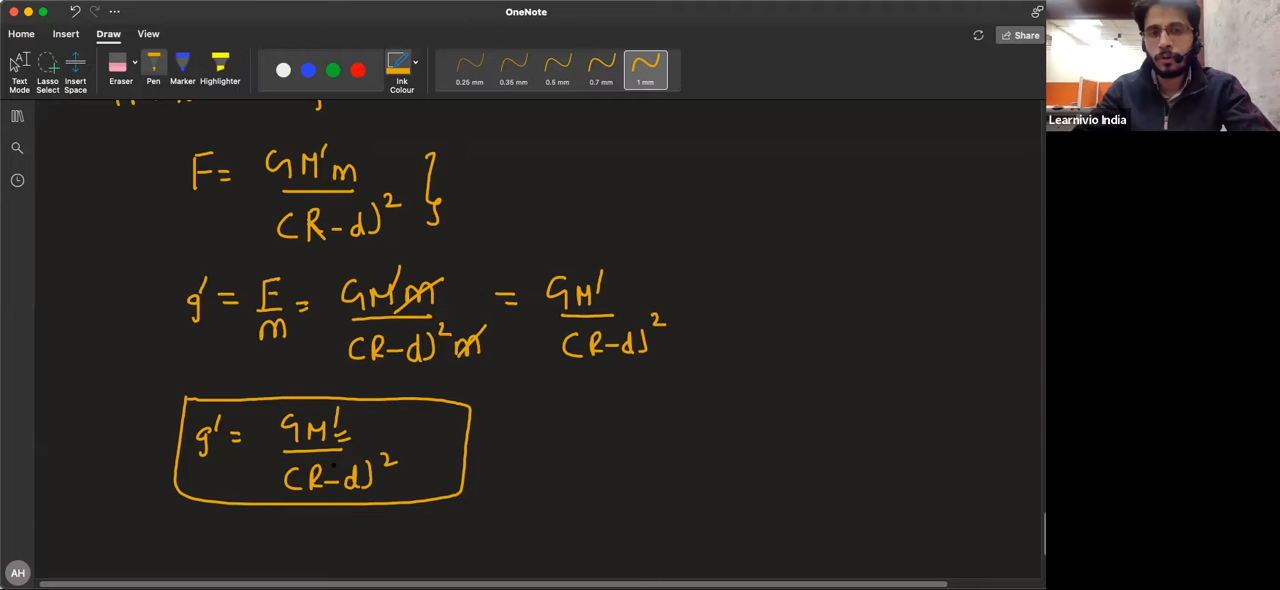 OneNote
Home Insert Draw View
Share
Text Mode Lasso Select Insert Space Eraser Pen Marker Highlighter Ink Colour 0.25 mm 0.35 mm 0.5 mm 0.7 mm 1 mm
Learnivio India
F = GM'm / (R-d)² }
g' = F/m = GM'm / (R-d)² m = GM' / (R-d)²
g' = GM' / (R-d)²
AH